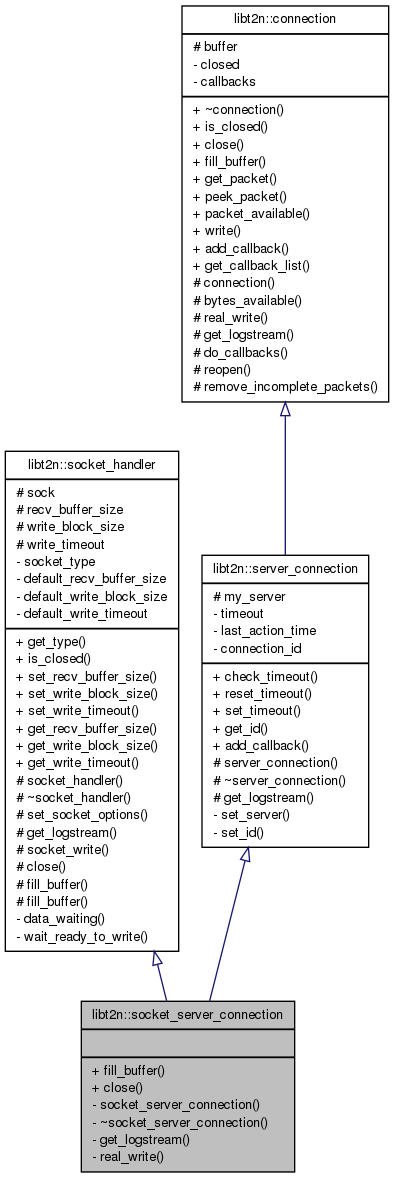 libt2n::connection
# buffer
- closed
- callbacks
+ ~connection()
+ is_closed()
+ close()
+ fill_buffer()
+ get_packet()
+ peek_packet()
+ packet_available()
+ write()
+ add_callback()
+ get_callback_list()
# connection()
# bytes_available()
# real_write()
# get_logstream()
# do_callbacks()
# reopen()
# remove_incomplete_packets()
libt2n::socket_handler
# sock
# recv_buffer_size
# write_block_size
# write_timeout
- socket_type
- default_recv_buffer_size
- default_write_block_size
- default_write_timeout
+ get_type()
+ is_closed()
+ set_recv_buffer_size()
+ set_write_block_size()
+ set_write_timeout()
+ get_recv_buffer_size()
+ get_write_block_size()
+ get_write_timeout()
# socket_handler()
# ~socket_handler()
# set_socket_options()
# get_logstream()
# socket_write()
# close()
# fill_buffer()
# fill_buffer()
- data_waiting()
- wait_ready_to_write()
libt2n::server_connection
# my_server
- timeout
- last_action_time
- connection_id
+ check_timeout()
+ reset_timeout()
+ set_timeout()
+ get_id()
+ add_callback()
# server_connection()
# ~server_connection()
# get_logstream()
- set_server()
- set_id()
libt2n::socket_server_connection
+ fill_buffer()
+ close()
- socket_server_connection()
- ~socket_server_connection()
- get_logstream()
- real_write()